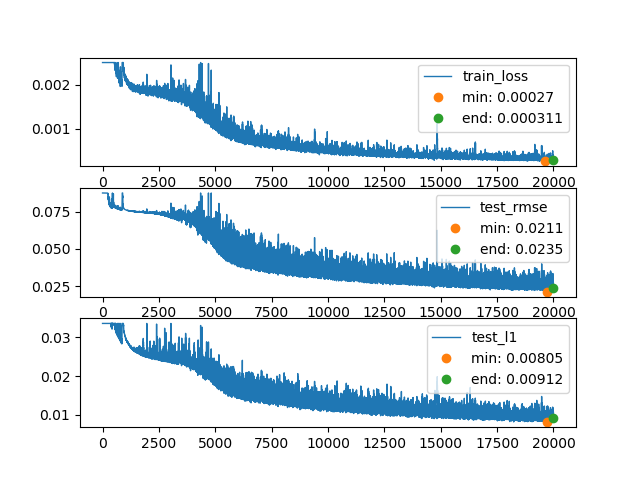 train_loss
min: 0.00027
end: 0.000311
0.002
0.001
0 2500 5000 7500 10000 12500 15000 17500 20000
test_rmse
min: 0.0211
end: 0.0235
0.075
0.050
0.025
0 2500 5000 7500 10000 12500 15000 17500 20000
test_l1
min: 0.00805
end: 0.00912
0.03
0.02
0.01
0 2500 5000 7500 10000 12500 15000 17500 20000